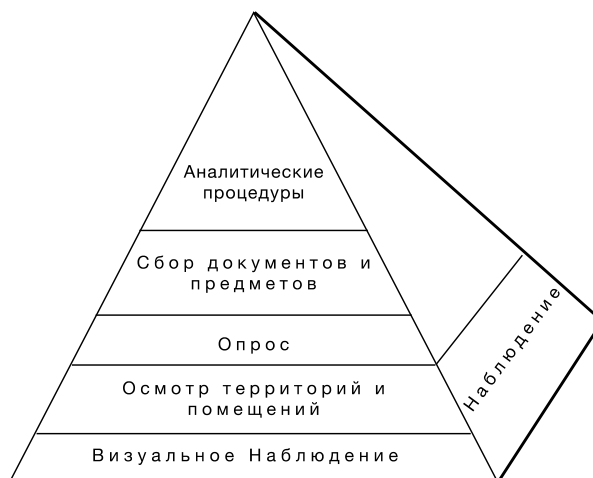 Аналитические
процедуры
Сбор документов и
предметов
Опрос
Осмотр территорий и
помещений
Визуальное Наблюдение
Наблюдение